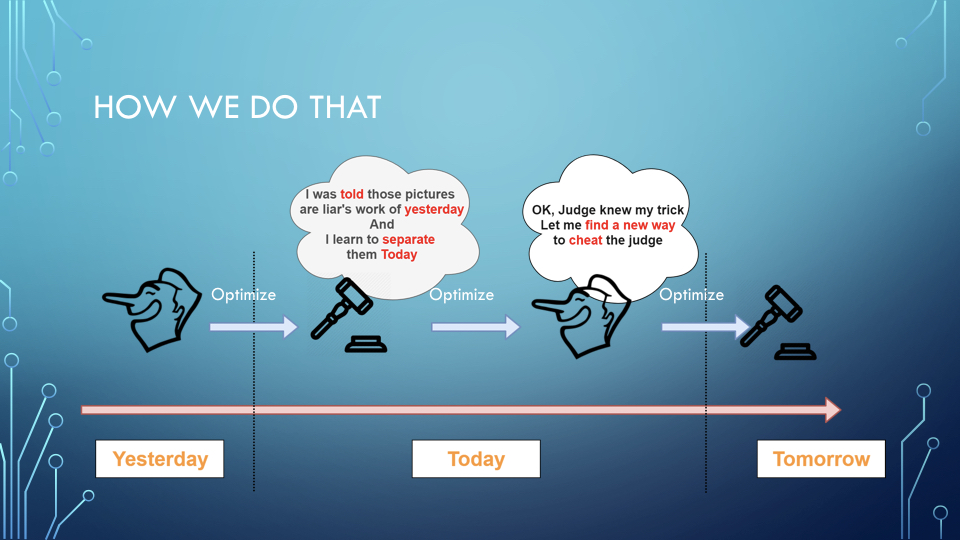 HOW WE DO THAT
I was told those pictures
are liar's work of yesterday
And
I learn to separate
them Today
OK, Judge knew my trick
Let me find a new way
to cheat the judge
Optimize
Optimize
Optimize
Yesterday
Today
Tomorrow